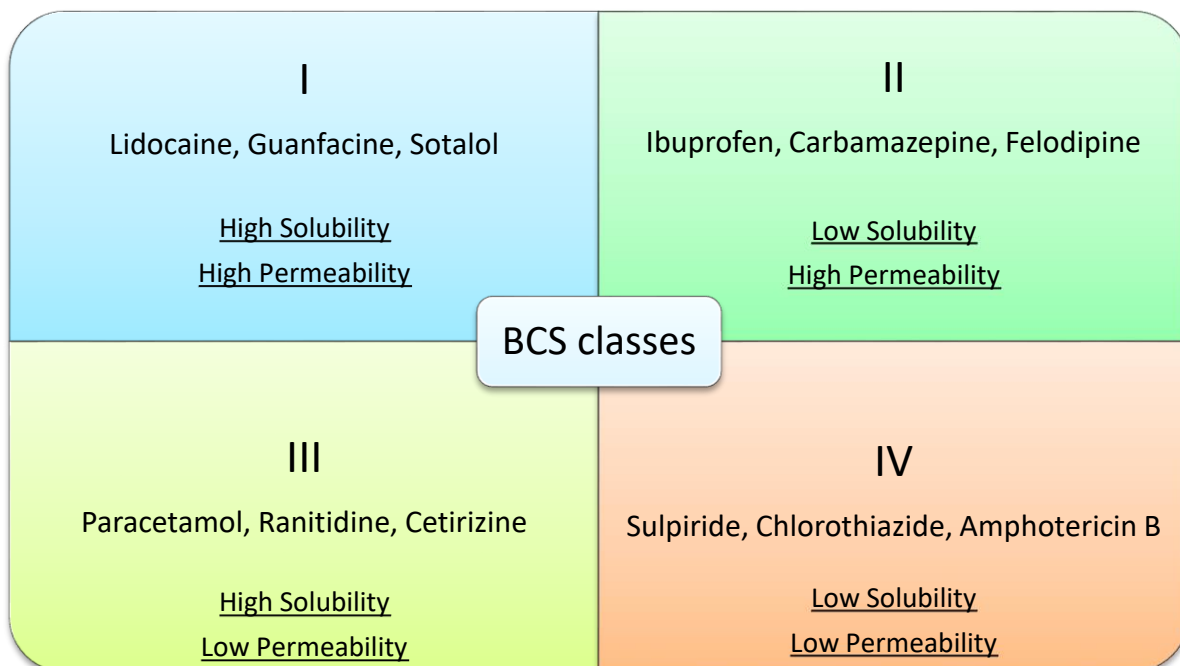 I
Lidocaine, Guanfacine, Sotalol
High Solubility
High Permeability
II
Ibuprofen, Carbamazepine, Felodipine
Low Solubility
High Permeability
BCS classes
III
Paracetamol, Ranitidine, Cetirizine
High Solubility
Low Permeability
IV
Sulpiride, Chlorothiazide, Amphotericin B
Low Solubility
Low Permeability